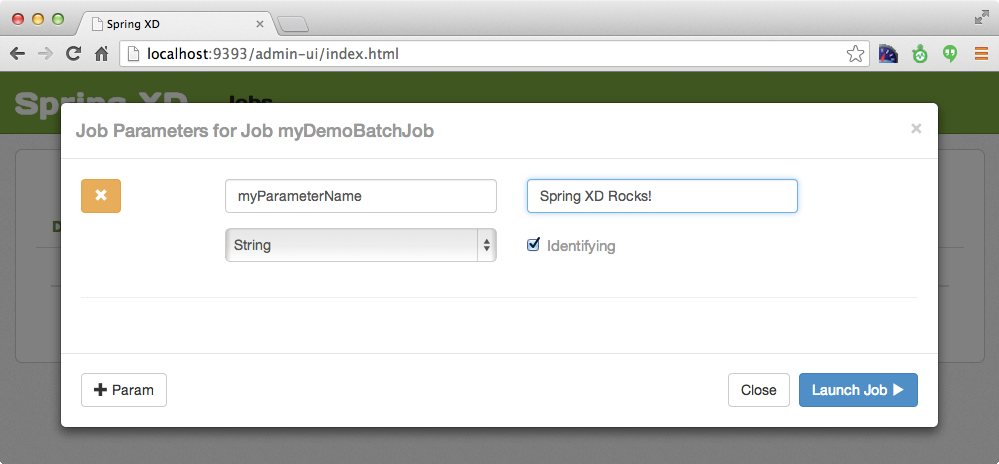 Spring XD
localhost:9393/admin-ui/index.html
Spring XD Jobs
Job Parameters for Job myDemoBatchJob
myParameterName Spring XD Rocks!
String Identifying
Param Close Launch Job